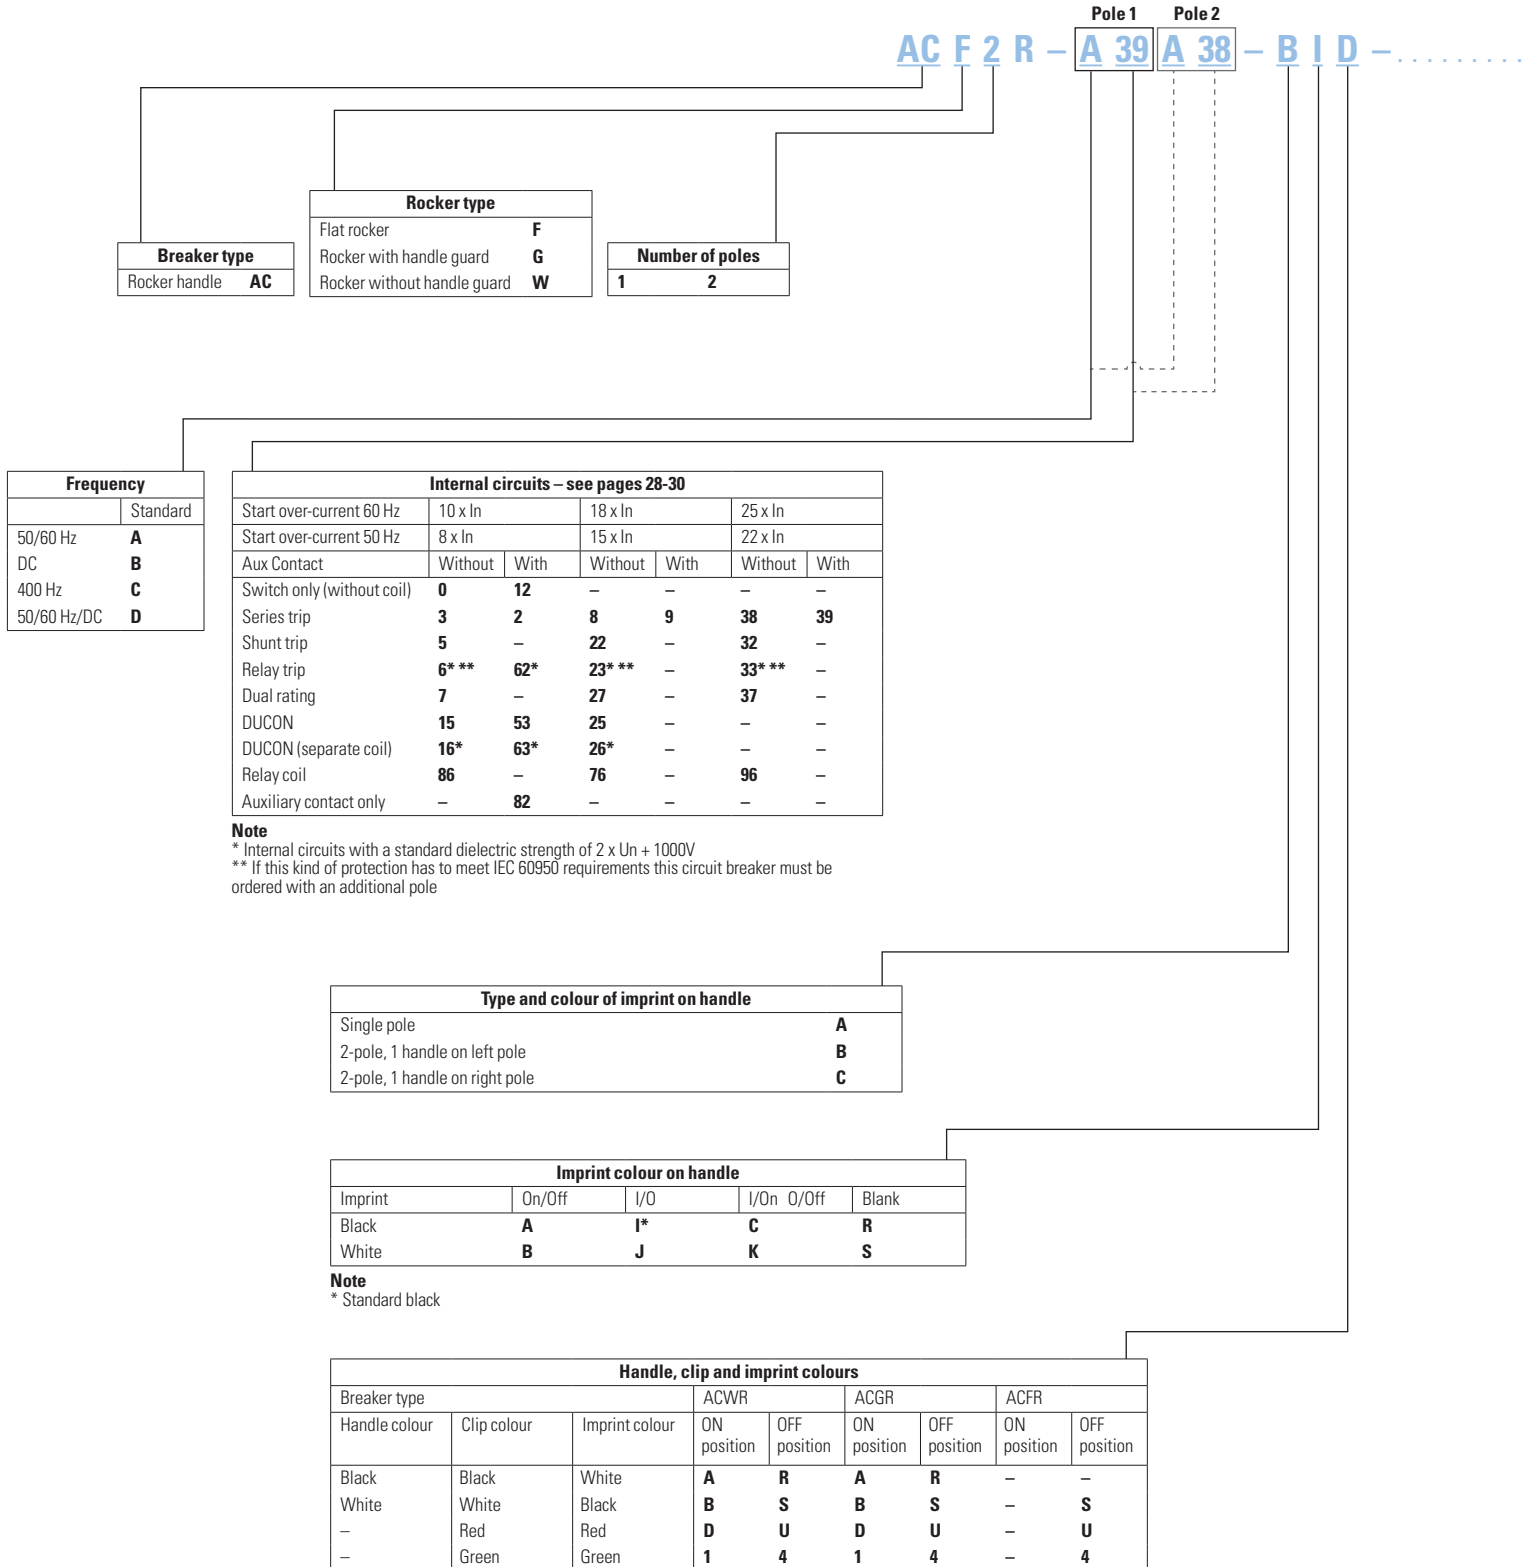 Pole 1 Pole 2
AC F 2 R – A 39 A 38 – B I D – . . . . . . . . .
Rocker type
Flat rocker F
Rocker with handle guard G
Rocker without handle guard W
Breaker type
Rocker handle AC
Number of poles
1 2
Frequency
Standard
50/60 Hz A
DC B
400 Hz C
50/60 Hz/DC D
Internal circuits – see pages 28-30
Start over-current 60 Hz 10 x In 18 x In 25 x In
Start over-current 50 Hz 8 x In 15 x In 22 x In
Aux Contact Without With Without With Without With
Switch only (without coil) 0 12 – – – –
Series trip 3 2 8 9 38 39
Shunt trip 5 – 22 – 32 –
Relay trip 6* ** 62* 23* ** – 33* ** –
Dual rating 7 – 27 – 37 –
DUCON 15 53 25 – – –
DUCON (separate coil) 16* 63* 26* – – –
Relay coil 86 – 76 – 96 –
Auxiliary contact only – 82 – – – –
Note
* Internal circuits with a standard dielectric strength of 2 x Un + 1000V
** If this kind of protection has to meet IEC 60950 requirements this circuit breaker must be
ordered with an additional pole
Type and colour of imprint on handle
Single pole A
2-pole, 1 handle on left pole B
2-pole, 1 handle on right pole C
Imprint colour on handle
Imprint On/Off I/O I/On O/Off Blank
Black A I* C R
White B J K S
Note
* Standard black
Handle, clip and imprint colours
Breaker type ACWR ACGR ACFR
Handle colour Clip colour Imprint colour ON position OFF position ON position OFF position ON position OFF position
Black Black White A R A R – –
White White Black B S B S – S
– Red Red D U D U – U
– Green Green 1 4 1 4 – 4